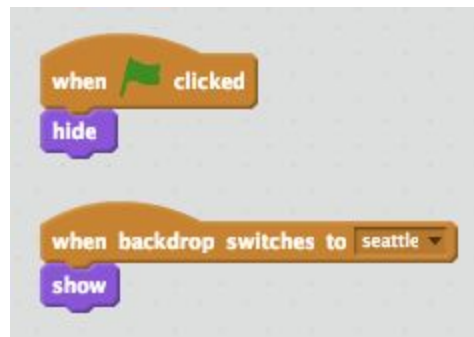 when clicked
hide
when backdrop switches to seattle
show